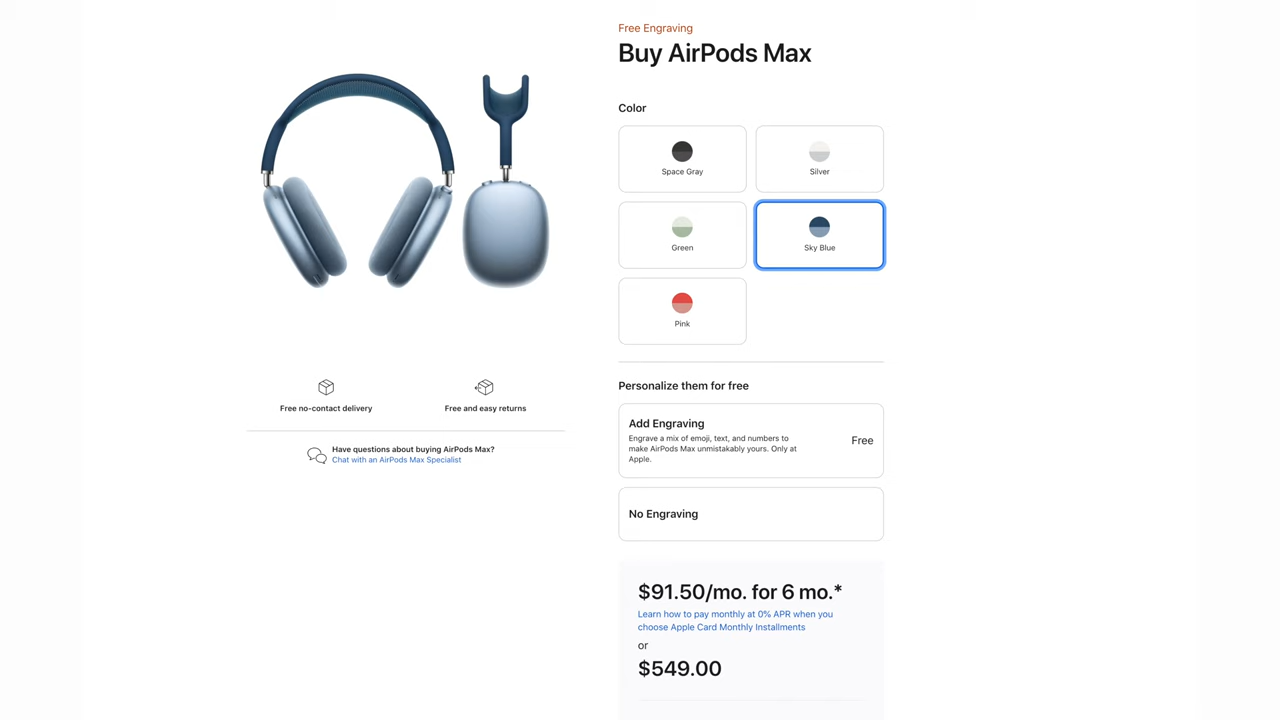 Free Engraving
Buy AirPods Max
Color
Space Gray
Silver
Green
Sky Blue
Pink
Free no-contact delivery
Free and easy returns
Have questions about buying AirPods Max?
Chat with an AirPods Max Specialist
Personalize them for free
Add Engraving
Engrave a mix of emoji, text, and numbers to
make AirPods Max unmistakably yours. Only at
Apple.
Free
No Engraving
$91.50/mo. for 6 mo.*
Learn how to pay monthly at 0% APR when you
choose Apple Card Monthly Installments
or
$549.00